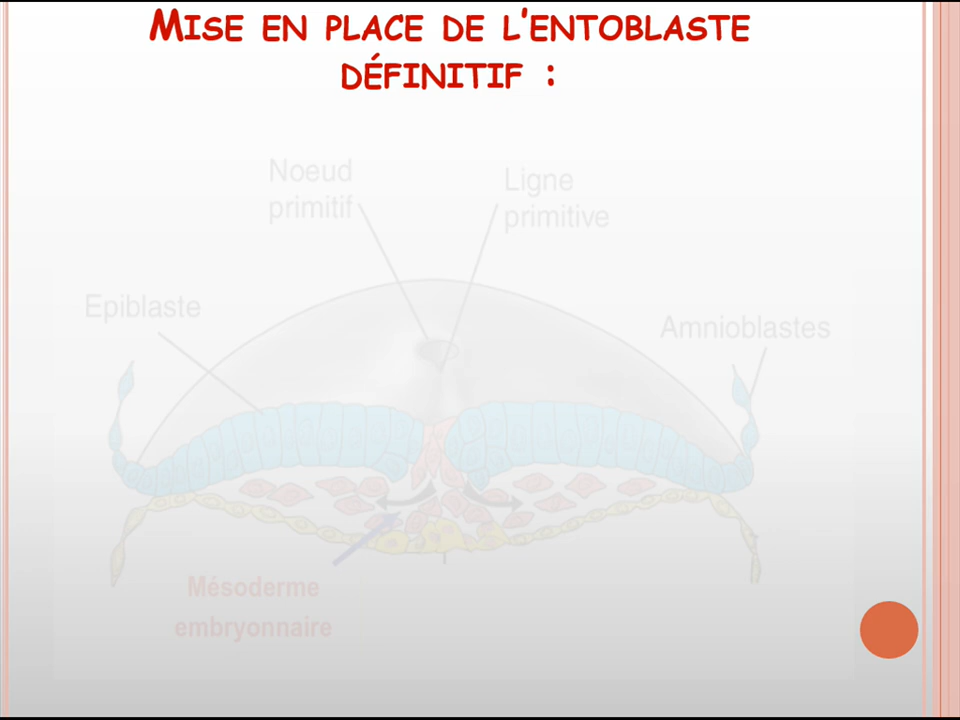 Mise en place de l'entoblaste
définitif :
Noeud
primitif
Ligne
primitive
Epiblaste
Amnioblastes
Mésoderme
embryonnaire